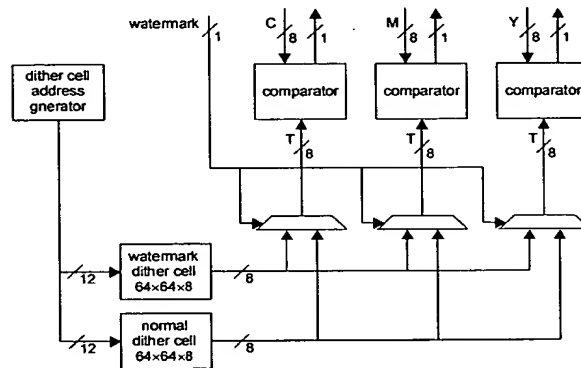 watermark 1 C 8 1 M 8 1 Y 8 1
dither cell
address
gnerator
comparator comparator comparator
T 8 T 8 T 8
12
watermark
dither cell
64×64×8
8
12
normal
dither cell
64×64×8
8